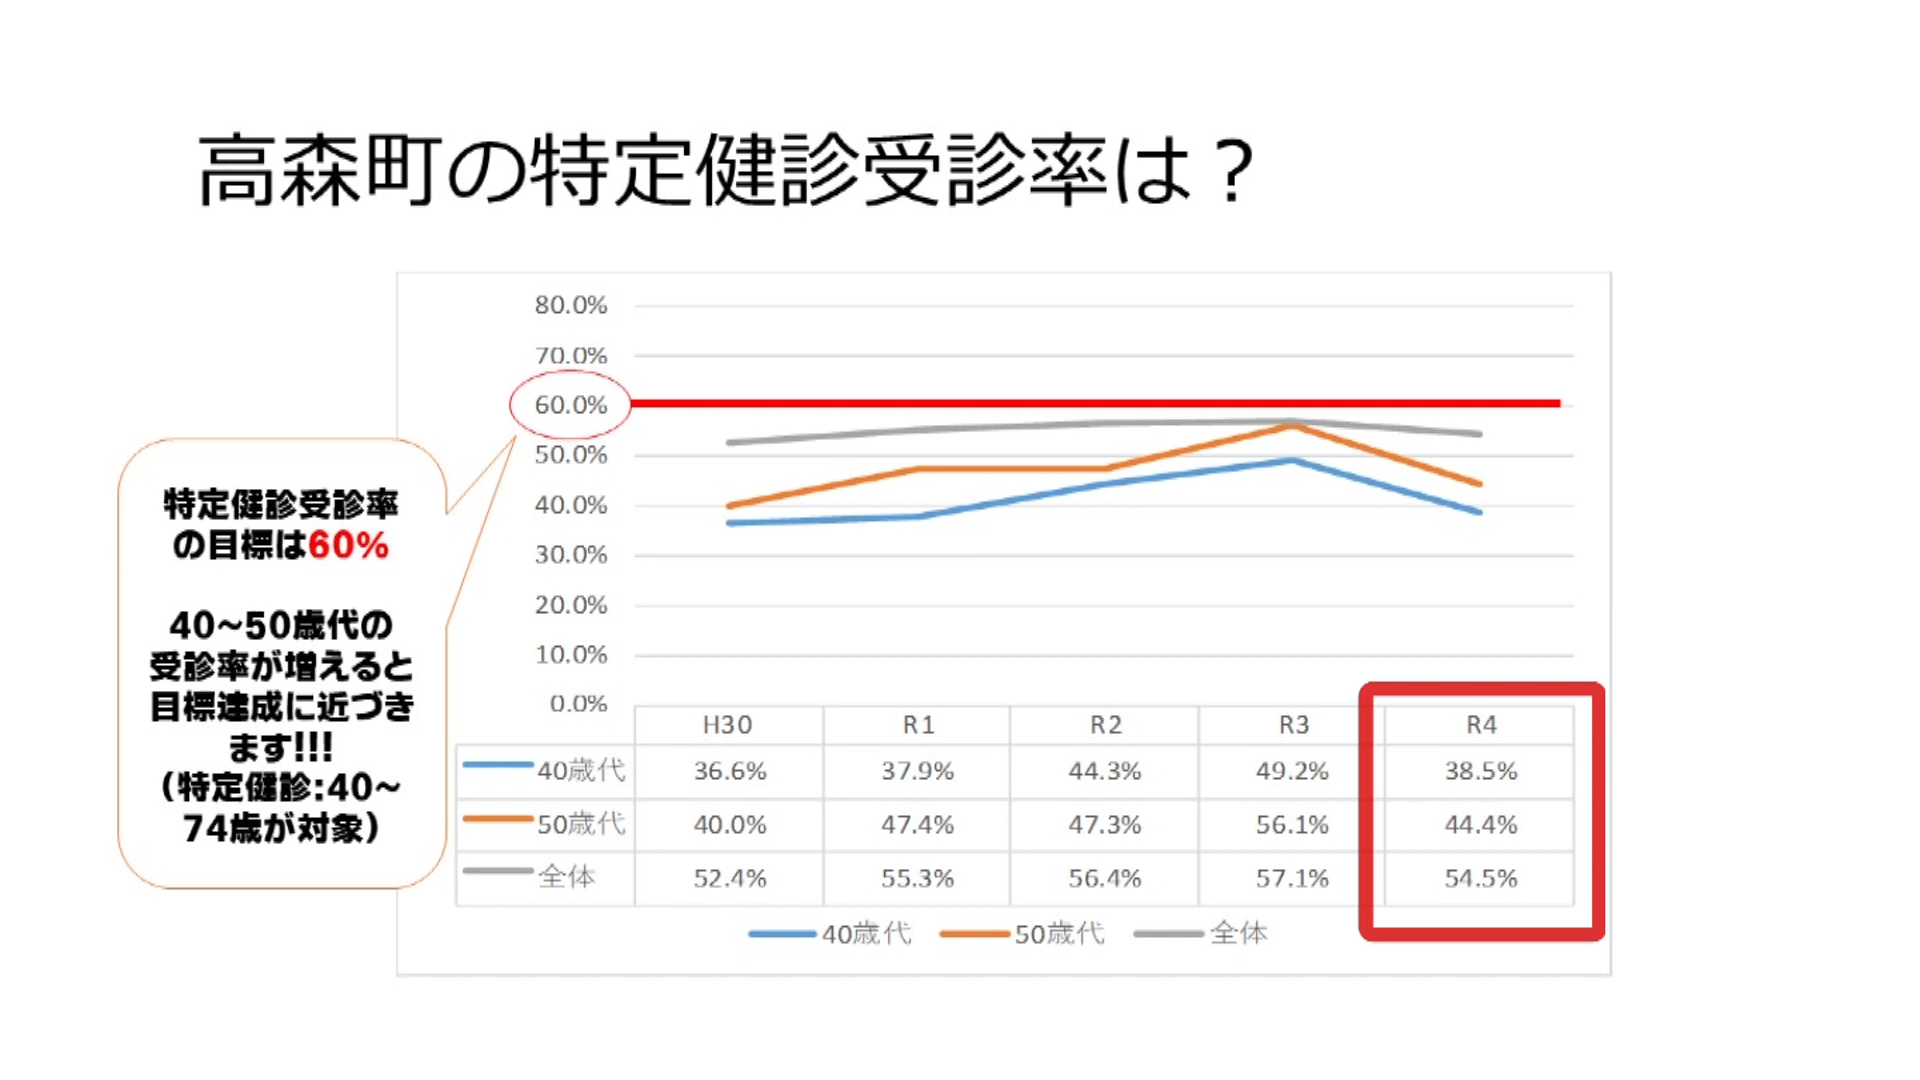 高森町の特定健診受診率は？
特定健診受診率
の目標は60%
40~50歳代の
受診率が増えると
目標達成に近づき
ます!!!
（特定健診:40~
74歳が対象）
80.0%
70.0%
60.0%
50.0%
40.0%
30.0%
20.0%
10.0%
0.0%
H30 R1 R2 R3 R4
40歳代 36.6% 37.9% 44.3% 49.2% 38.5%
50歳代 40.0% 47.4% 47.3% 56.1% 44.4%
全体 52.4% 55.3% 56.4% 57.1% 54.5%
40歳代 50歳代 全体